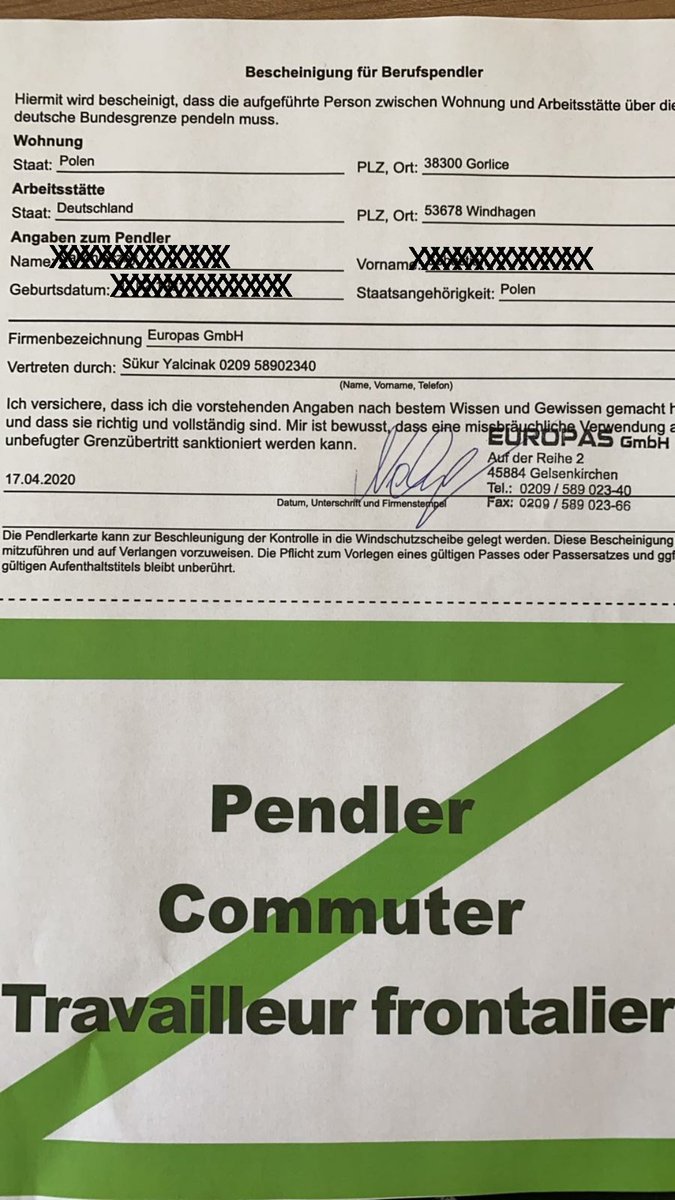 Bescheinigung für Berufspendler
Hiermit wird bescheinigt, dass die aufgeführte Person zwischen Wohnung und Arbeitsstätte über die
deutsche Bundesgrenze pendeln muss.
Wohnung
Staat: Polen PLZ, Ort: 38300 Gorlice
Arbeitsstätte
Staat: Deutschland PLZ, Ort: 53678 Windhagen
Angaben zum Pendler
Name: Vorname:
Geburtsdatum: Staatsangehörigkeit: Polen
Firmenbezeichnung Europas GmbH
Vertreten durch: Sükur Yalcinak 0209 58902340
(Name, Vorname, Telefon)
Ich versichere, dass ich die vorstehenden Angaben nach bestem Wissen und Gewissen gemacht
und dass sie richtig und vollständig sind. Mir ist bewusst, dass eine missbräuchliche Verwendung
unbefugter Grenzübertritt sanktioniert werden kann.
EUROPAS GmbH
Auf der Reihe 2
45884 Gelsenkirchen
Tel.: 0209 / 589 023-40
Fax: 0209 / 589 023-66
17.04.2020
Datum, Unterschrift und Firmenstempel
Die Pendlerkarte kann zur Beschleunigung der Kontrolle in die Windschutzscheibe gelegt werden. Diese Bescheinigung
mitzuführen und auf Verlangen vorzuweisen. Die Pflicht zum Vorlegen eines gültigen Passes oder Passersatzes und ggf
gültigen Aufenthaltstitels bleibt unberührt.
Pendler
Commuter
Travailleur frontalier